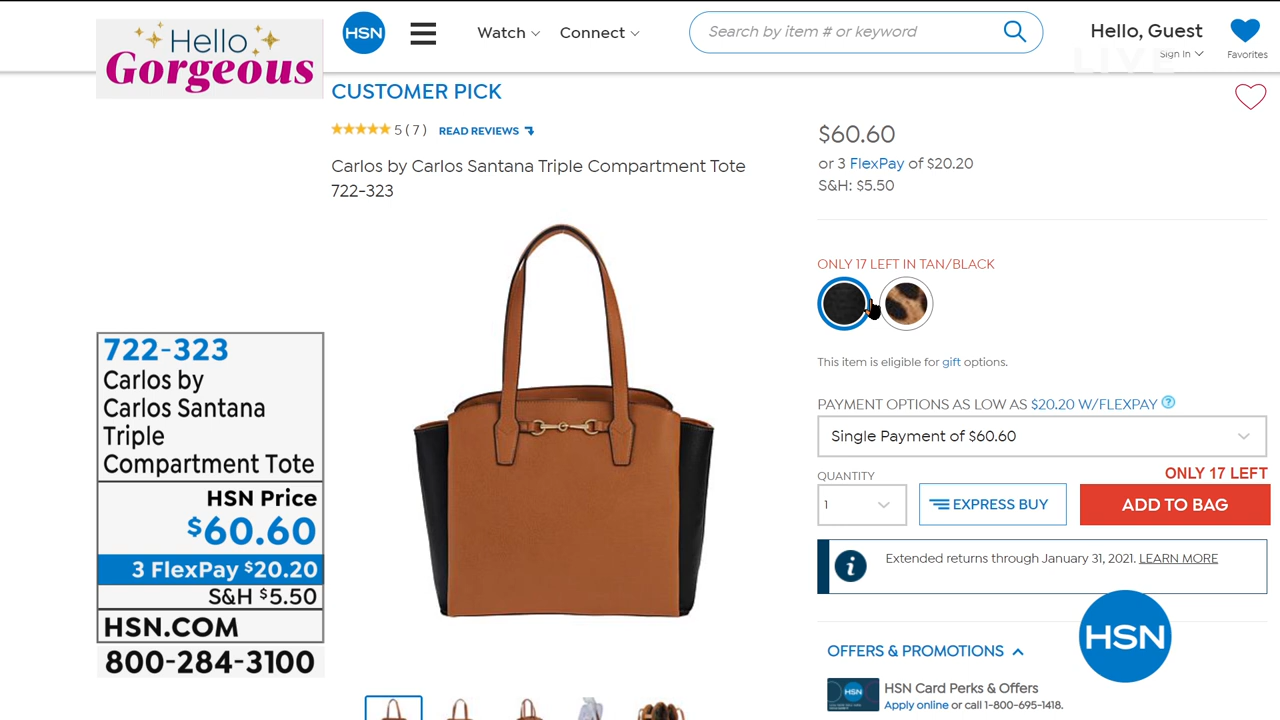 Hello
Gorgeous
HSN
Watch
Connect
Search by item # or keyword
Hello, Guest
Sign In
Favorites
LIVE
CUSTOMER PICK
5 ( 7 ) READ REVIEWS
Carlos by Carlos Santana Triple Compartment Tote
722-323
$60.60
or 3 FlexPay of $20.20
S&H: $5.50
ONLY 17 LEFT IN TAN/BLACK
This item is eligible for gift options.
PAYMENT OPTIONS AS LOW AS $20.20 W/FLEXPAY ?
Single Payment of $60.60
QUANTITY
ONLY 17 LEFT
1
EXPRESS BUY
ADD TO BAG
i
Extended returns through January 31, 2021. LEARN MORE
HSN
OFFERS & PROMOTIONS
HSN
HSN Card Perks & Offers
Apply online or call 1-800-695-1418.
722-323
Carlos by
Carlos Santana
Triple
Compartment Tote
HSN Price
$60.60
3 FlexPay $20.20
S&H $5.50
HSN.COM
800-284-3100